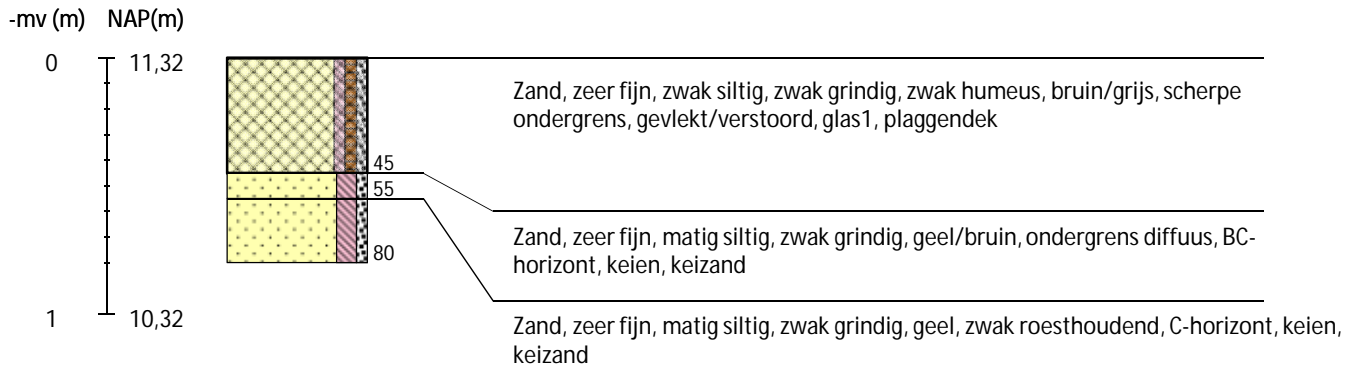 -mv (m) NAP(m)
0 11,32
Zand, zeer fijn, zwak siltig, zwak grindig, zwak humeus, bruin/grijs, scherpe
ondergrens, gevlekt/verstoord, glas1, plaggendek
45
55
Zand, zeer fijn, matig siltig, zwak grindig, geel/bruin, ondergrens diffuus, BC-
horizont, keien, keizand
80
1 10,32
Zand, zeer fijn, matig siltig, zwak grindig, geel, zwak roesthoudend, C-horizont, keien,
keizand